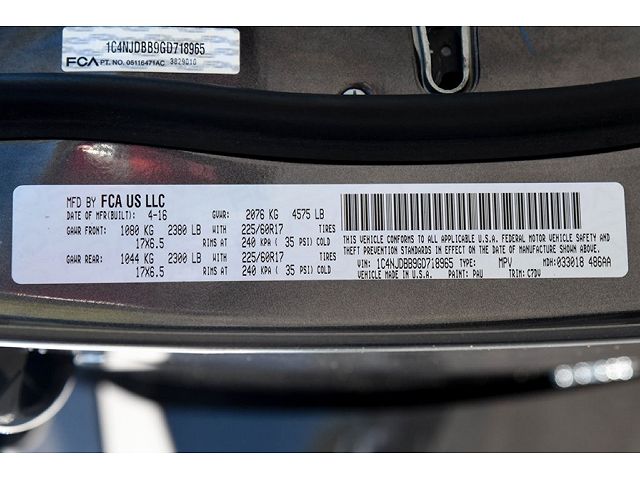 1C4NJDBB9GD718965
FCA PT. NO. 05116471AC 3829010
MFD BY FCA US LLC
DATE OF MFR(BUILT): 4-16 GVWR: 2076 KG 4575 LB
GAWR FRONT: 1080 KG 2380 LB WITH 225/60R17 TIRES
17X6.5 RIMS AT 240 KPA ( 35 PSI) COLD
GAWR REAR: 1044 KG 2300 LB WITH 225/60R17 TIRES
17X6.5 RIMS AT 240 KPA ( 35 PSI) COLD
THIS VEHICLE CONFORMS TO ALL APPLICABLE U.S.A. FEDERAL MOTOR VEHICLE SAFETY AND
THEFT PREVENTION STANDARDS IN EFFECT ON THE DATE OF MANUFACTURE SHOWN ABOVE.
VIN: 1C4NJDBB9GD718965 TYPE: MPV MDH:033018 486AA
VEHICLE MADE IN U.S.A. PAINT: PAU TRIM: C7DV